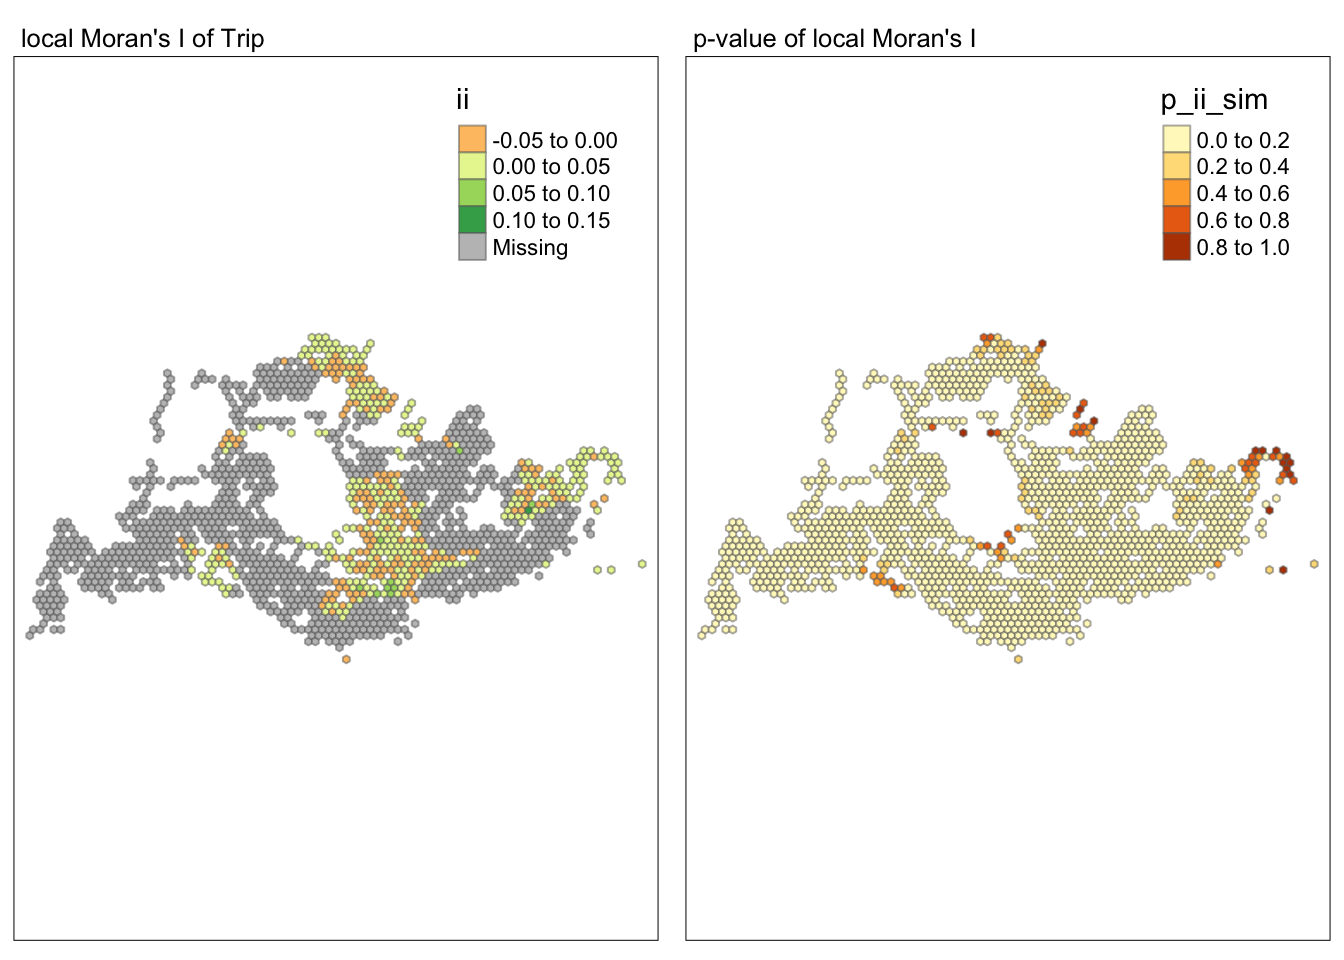 local Moran's I of Trip
ii
-0.05 to 0.00
0.00 to 0.05
0.05 to 0.10
0.10 to 0.15
Missing
p-value of local Moran's I
p_ii_sim
0.0 to 0.2
0.2 to 0.4
0.4 to 0.6
0.6 to 0.8
0.8 to 1.0